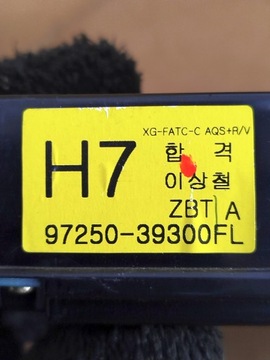 XG-FATC-C AQS+R/V
H7 합 격
이상철
ZBT A
97250-39300FL